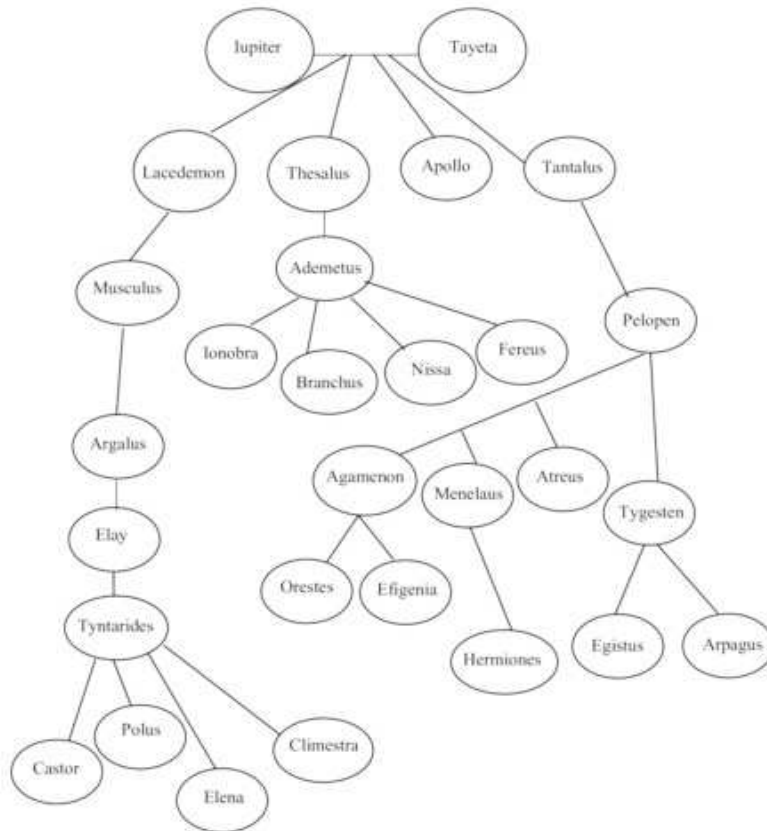 Iupiter
Tayeta
Lacedemon
Thesalus
Apollo
Tantalus
Musculus
Ademetus
Pelopen
Ionobra
Branchus
Nissa
Fereus
Argalus
Agamenon
Menelaus
Atreus
Tygesten
Elay
Orestes
Efigenia
Tyntarides
Hermiones
Egistus
Arpagus
Castor
Polus
Elena
Climestra